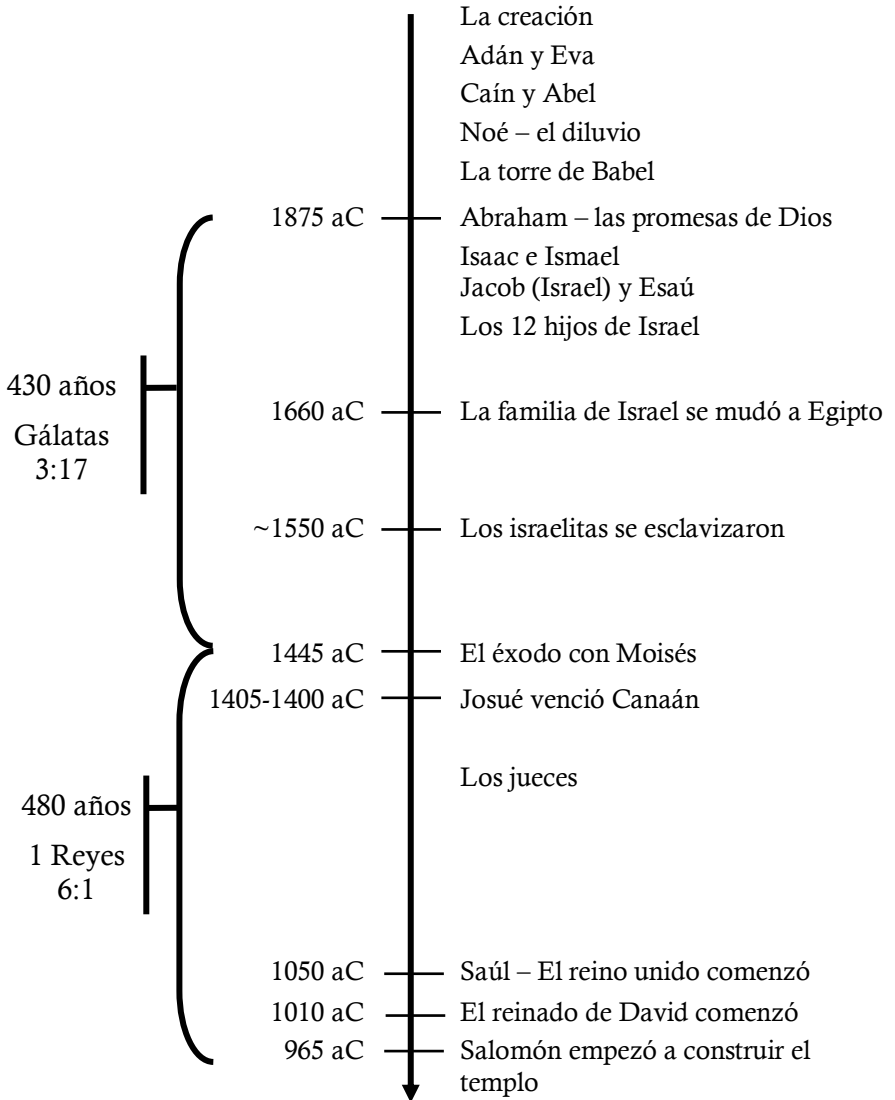 La creación
Adán y Eva
Caín y Abel
Noé – el diluvio
La torre de Babel
1875 aC
Abraham – las promesas de Dios
Isaac e Ismael
Jacob (Israel) y Esaú
Los 12 hijos de Israel
430 años
Gálatas
3:17
1660 aC
La familia de Israel se mudó a Egipto
~1550 aC
Los israelitas se esclavizaron
1445 aC
El éxodo con Moisés
1405-1400 aC
Josué venció Canaán
Los jueces
480 años
1 Reyes
6:1
1050 aC
Saúl – El reino unido comenzó
1010 aC
El reinado de David comenzó
965 aC
Salomón empezó a construir el
templo